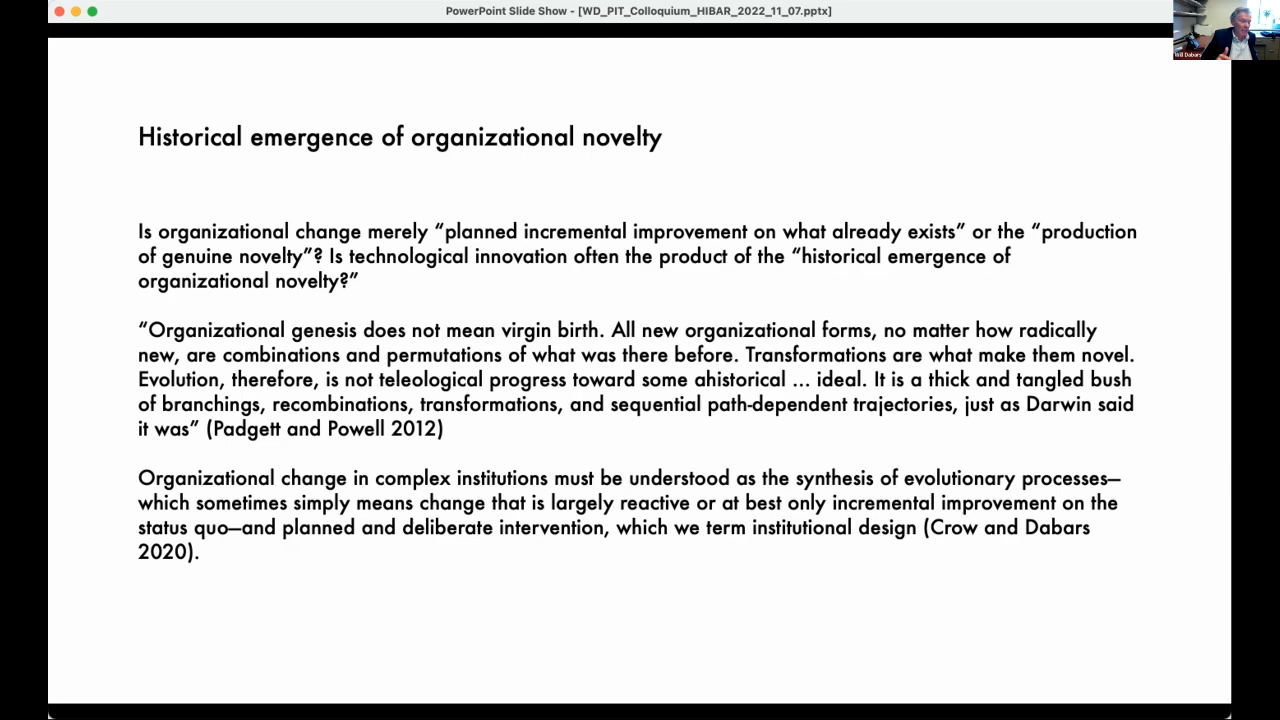 PowerPoint Slide Show - [WD_PIT_Colloquium_HIBAR_2022_11_07.pptx]
Will Dabars
Historical emergence of organizational novelty
Is organizational change merely “planned incremental improvement on what already exists” or the “production
of genuine novelty”? Is technological innovation often the product of the “historical emergence of
organizational novelty?”
“Organizational genesis does not mean virgin birth. All new organizational forms, no matter how radically
new, are combinations and permutations of what was there before. Transformations are what make them novel.
Evolution, therefore, is not teleological progress toward some ahistorical … ideal. It is a thick and tangled bush
of branchings, recombinations, transformations, and sequential path-dependent trajectories, just as Darwin said
it was” (Padgett and Powell 2012)
Organizational change in complex institutions must be understood as the synthesis of evolutionary processes—
which sometimes simply means change that is largely reactive or at best only incremental improvement on the
status quo—and planned and deliberate intervention, which we term institutional design (Crow and Dabars
2020).